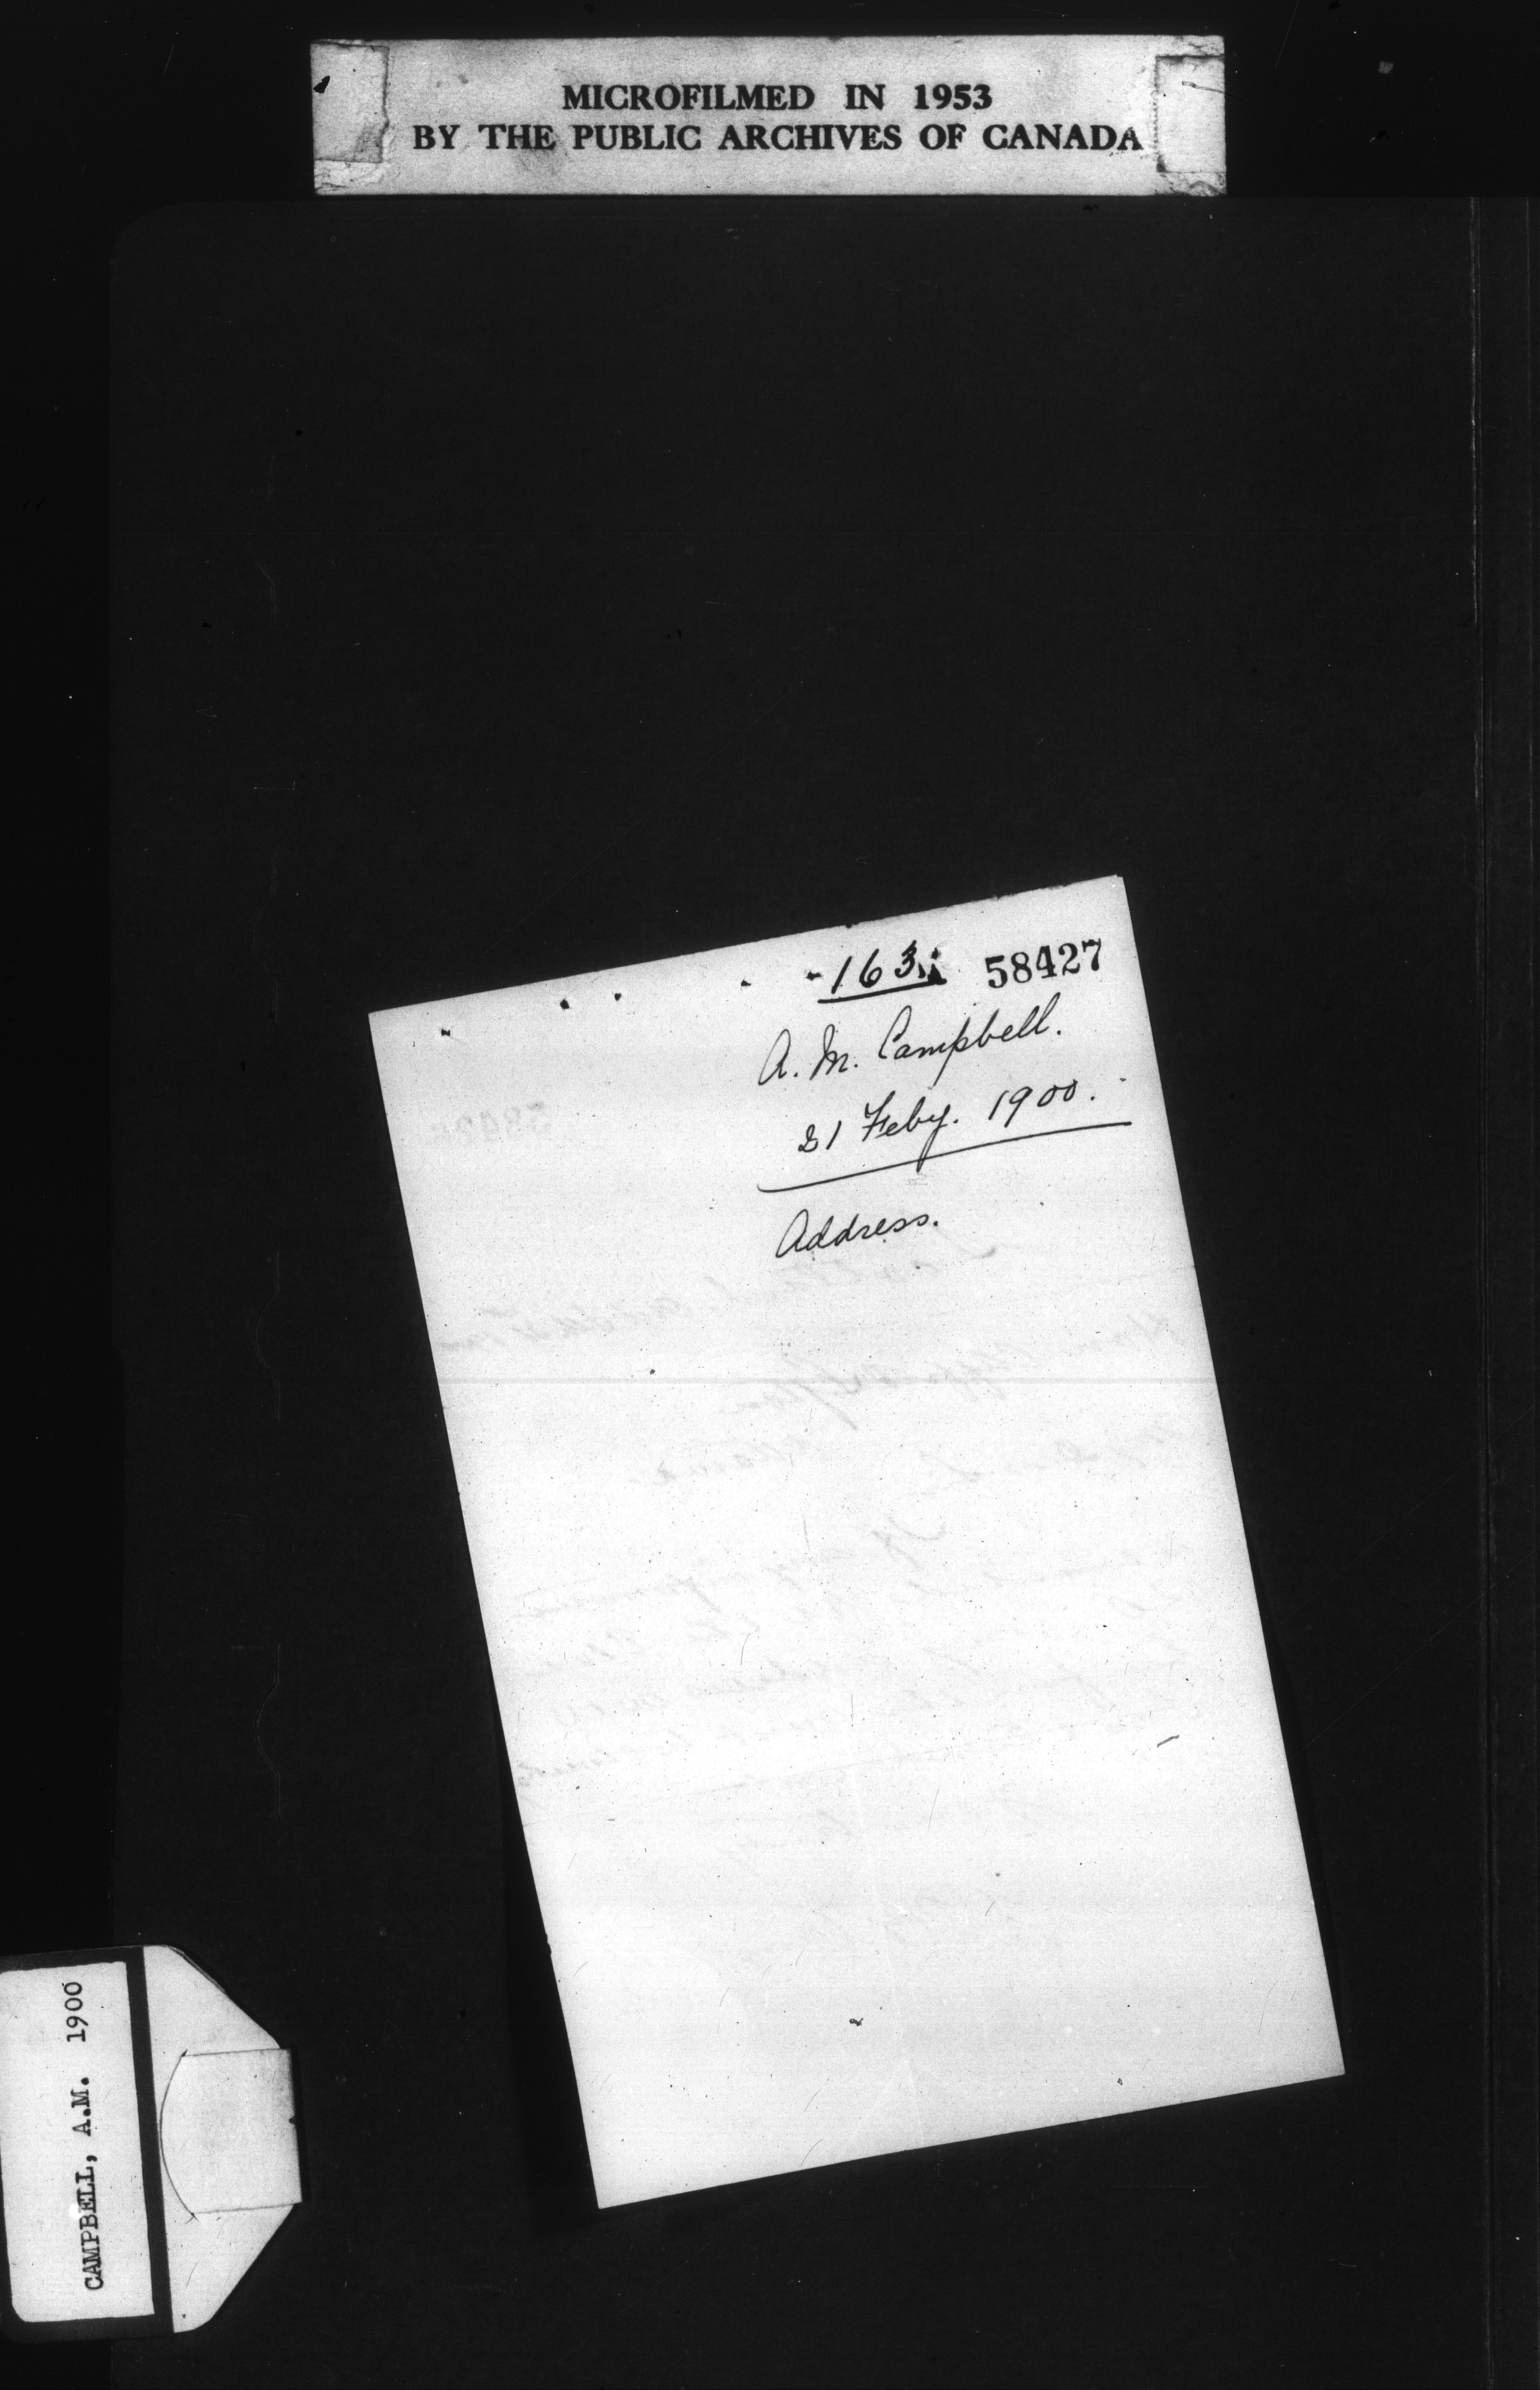 MICROFILMED IN 1953
BY THE PUBLIC ARCHIVES OF CANADA
163 58427
A. M. Campbell.
21 Feby. 1900.
Address.
CAMPBELL, A.M. 1900